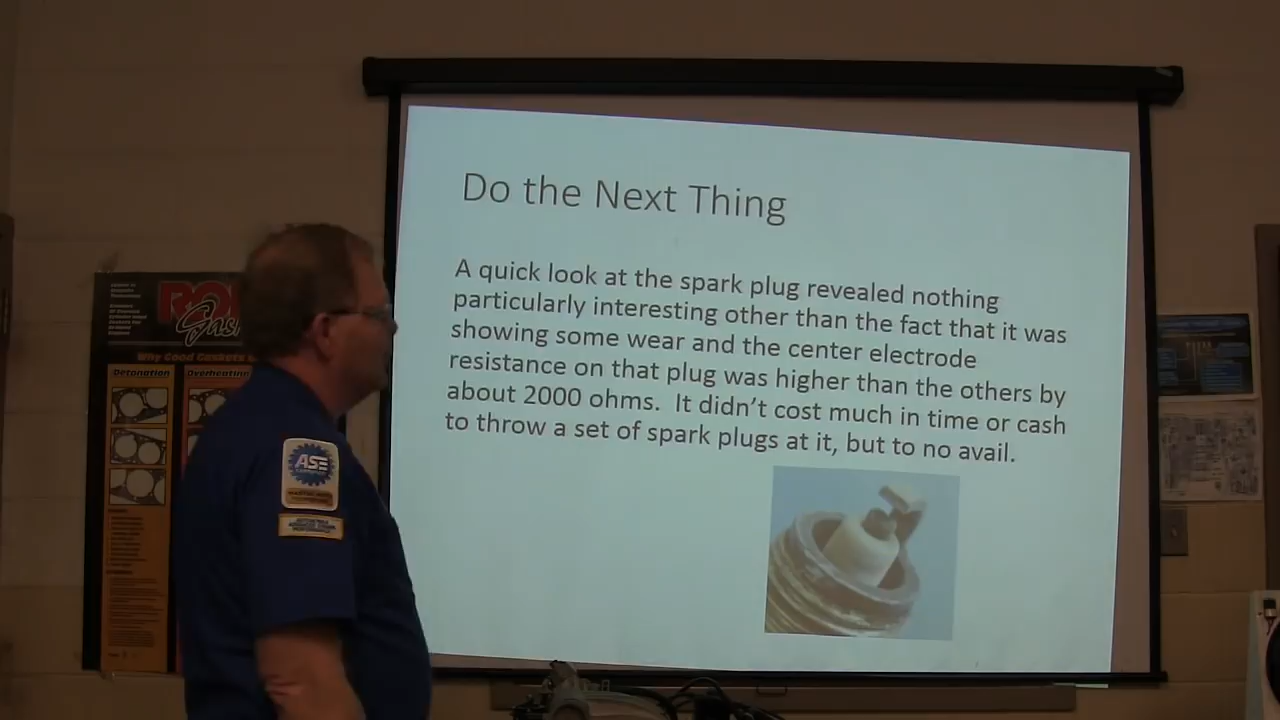 Do the Next Thing
A quick look at the spark plug revealed nothing
particularly interesting other than the fact that it was
showing some wear and the center electrode
resistance on that plug was higher than the others by
about 2000 ohms. It didn't cost much in time or cash
to throw a set of spark plugs at it, but to no avail.
Why Good Gaskets
Detonation
Overheating
ASE